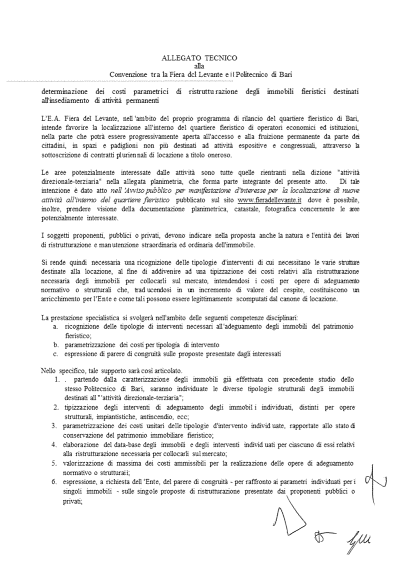 ALLEGATO TECNICO
alla
Convenzione tra la Fiera del Levante e il Politecnico di Bari
determinazione dei costi parametrici di ristrutturazione degli immobili fieristici destinati
all'insediamento di attività permanenti
L'E.A. Fiera del Levante, nell'ambito del proprio programma di rilancio del quartiere fieristico di Bari,
intende favorire la localizzazione all'interno del quartiere fieristico di operatori economici ed istituzioni,
nella parte che potrà essere progressivamente aperta all'accesso e alla fruizione permanente da parte dei
cittadini, in spazi e padiglioni non più destinati ad attività espositive e congressuali, attraverso la
sottoscrizione di contratti pluriennali di locazione a titolo oneroso.
Le aree potenzialmente interessate dalle attività sono tutte quelle rientranti nella dizione "attività
direzionale-terziaria" nella allegata planimetria, che forma parte integrante del presente atto. Di tale
intenzione è dato atto nell'Avviso pubblico per manifestazione d'interesse per la localizzazione di nuove
attività all'interno del quartiere fieristico pubblicato sul sito www.fieradellevante.it dove è possibile,
inoltre, prendere visione della documentazione planimetrica, catastale, fotografica concernente le aree
potenzialmente interessate.
I soggetti proponenti, pubblici o privati, devono indicare nella proposta anche la natura e l'entità dei lavori
di ristrutturazione e manutenzione straordinaria ed ordinaria dell'immobile.
Si rende quindi necessaria una ricognizione delle tipologie d'interventi di cui necessitano le varie strutture
destinate alla locazione, al fine di addivenire ad una tipizzazione dei costi relativi alla ristrutturazione
necessaria degli immobili per collocarli sul mercato, intendendosi i costi per opere di adeguamento
normativo o strutturali che, traducendosi in un incremento di valore del cespite, costituiscono un
arricchimento per l'Ente e come tali possono essere legittimamente scomputati dal canone di locazione.
La prestazione specialistica si svolgerà nell'ambito delle seguenti competenze disciplinari:
a. ricognizione delle tipologie di interventi necessari all'adeguamento degli immobili del patrimonio
fieristico;
b. parametrizzazione dei costi per tipologia di intervento
c. espressione di parere di congruità sulle proposte presentate dagli interessati
Nello specifico, tale supporto sarà così articolato.
1. . partendo dalla caratterizzazione degli immobili già effettuata con precedente studio dello
stesso Politecnico di Bari, saranno individuate le diverse tipologie strutturali degli immobili
destinati all'"attività direzionale-terziaria";
2. tipizzazione degli interventi di adeguamento degli immobili individuati, distinti per opere
strutturali, impiantistiche, antincendio, ecc;
3. parametrizzazione dei costi unitari delle tipologie d'intervento individuate, rapportate allo stato di
conservazione del patrimonio immobiliare fieristico;
4. elaborazione del data-base degli immobili e degli interventi individuati per ciascuno di essi relativi
alla ristrutturazione necessaria per collocarli sul mercato;
5. valorizzazione di massima dei costi ammissibili per la realizzazione delle opere di adeguamento
normativo o strutturali;
6. espressione, a richiesta dell'Ente, del parere di congruità - per raffronto ai parametri individuati per i
singoli immobili - sulle singole proposte di ristrutturazione presentate dai proponenti pubblici o
privati;